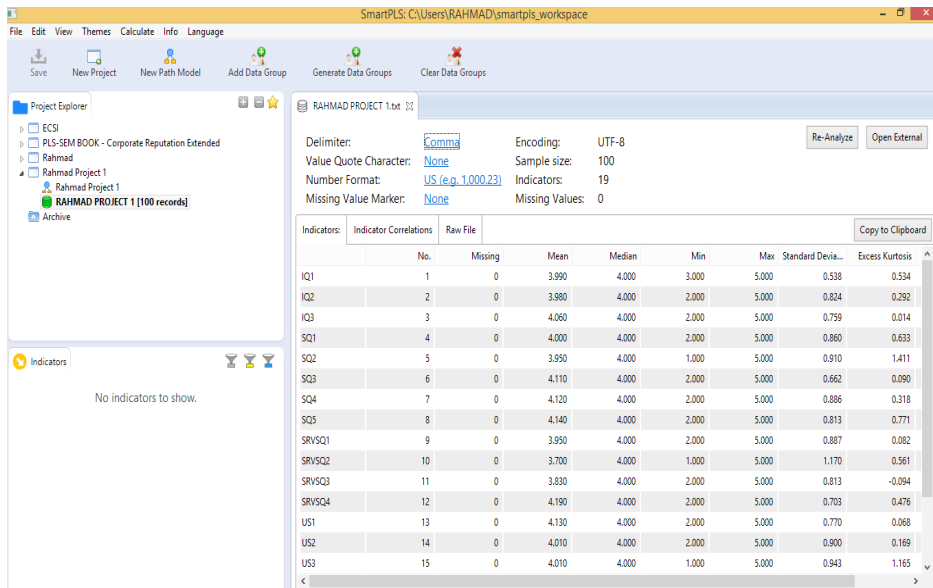 SmartPLS: C:\Users\RAHMAD\smartpls_workspace
File Edit View Themes Calculate Info Language
Save New Project New Path Model Add Data Group Generate Data Groups Clear Data Groups
Project Explorer
ECSI
PLS-SEM BOOK - Corporate Reputation Extended
Rahmad
Rahmad Project 1
Rahmad Project 1
RAHMAD PROJECT 1 [100 records]
Archive
Indicators
No indicators to show.
RAHMAD PROJECT 1.txt
Delimiter: Comma Encoding: UTF-8 Re-Analyze Open External
Value Quote Character: None Sample size: 100
Number Format: US (e.g. 1,000.23) Indicators: 19
Missing Value Marker: None Missing Values: 0
Indicators: Indicator Correlations Raw File Copy to Clipboard
No. Missing Mean Median Min Max Standard Devia... Excess Kurtosis
IQ1 1 0 3.990 4.000 3.000 5.000 0.538 0.534
IQ2 2 0 3.980 4.000 2.000 5.000 0.824 0.292
IQ3 3 0 4.060 4.000 2.000 5.000 0.759 0.014
SQ1 4 0 4.000 4.000 2.000 5.000 0.860 0.633
SQ2 5 0 3.950 4.000 1.000 5.000 0.910 1.411
SQ3 6 0 4.110 4.000 2.000 5.000 0.662 0.090
SQ4 7 0 4.120 4.000 2.000 5.000 0.886 0.318
SQ5 8 0 4.140 4.000 2.000 5.000 0.813 0.771
SRVSQ1 9 0 3.950 4.000 2.000 5.000 0.887 0.082
SRVSQ2 10 0 3.700 4.000 1.000 5.000 1.170 0.561
SRVSQ3 11 0 3.830 4.000 2.000 5.000 0.813 -0.094
SRVSQ4 12 0 4.190 4.000 2.000 5.000 0.703 0.476
US1 13 0 4.130 4.000 2.000 5.000 0.770 0.068
US2 14 0 4.010 4.000 2.000 5.000 0.900 0.169
US3 15 0 4.010 4.000 1.000 5.000 0.943 1.165